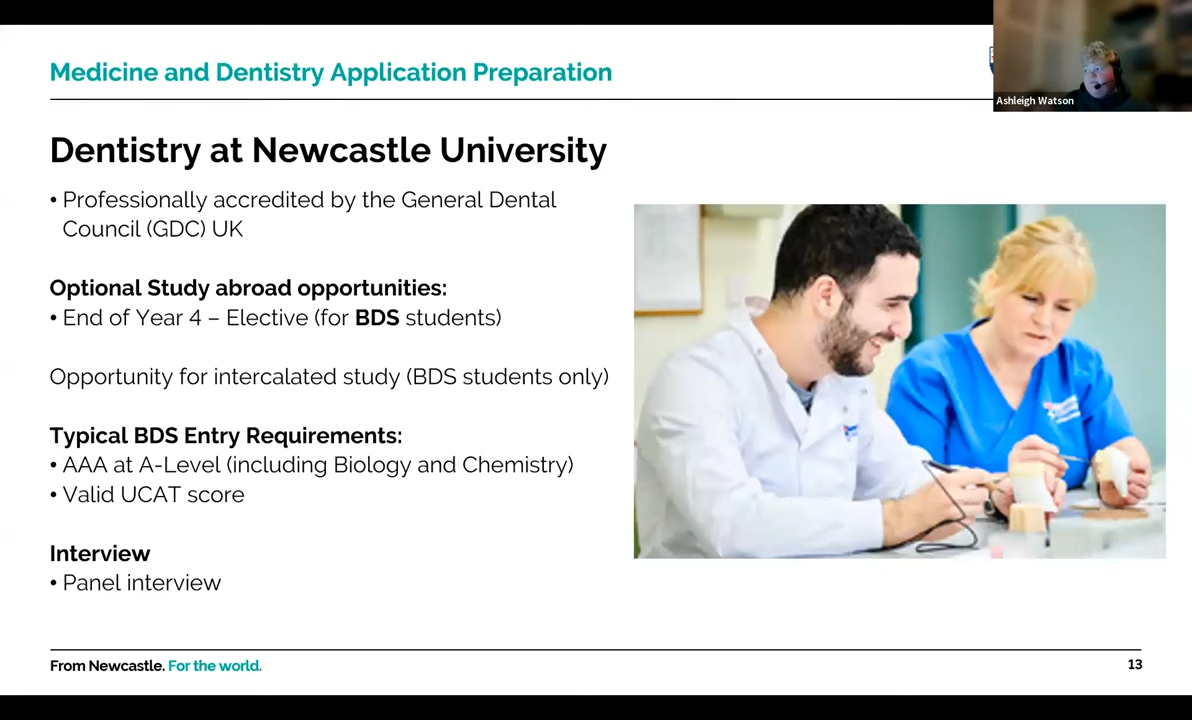 Medicine and Dentistry Application Preparation
Ashleigh Watson
Dentistry at Newcastle University
• Professionally accredited by the General Dental
Council (GDC) UK
Optional Study abroad opportunities:
• End of Year 4 – Elective (for BDS students)
Opportunity for intercalated study (BDS students only)
Typical BDS Entry Requirements:
• AAA at A-Level (including Biology and Chemistry)
• Valid UCAT score
Interview
• Panel interview
From Newcastle. For the world.
13